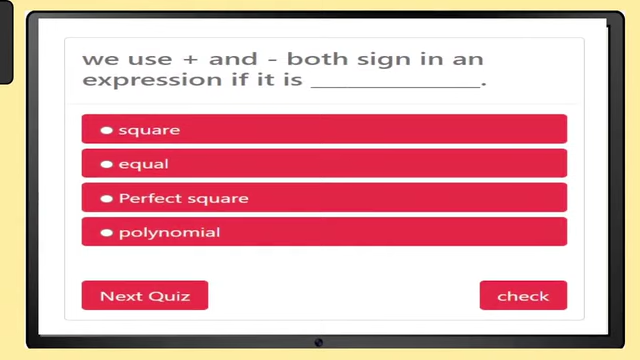 we use + and - both sign in an
expression if it is ______________.
square
equal
Perfect square
polynomial
Next Quiz
check